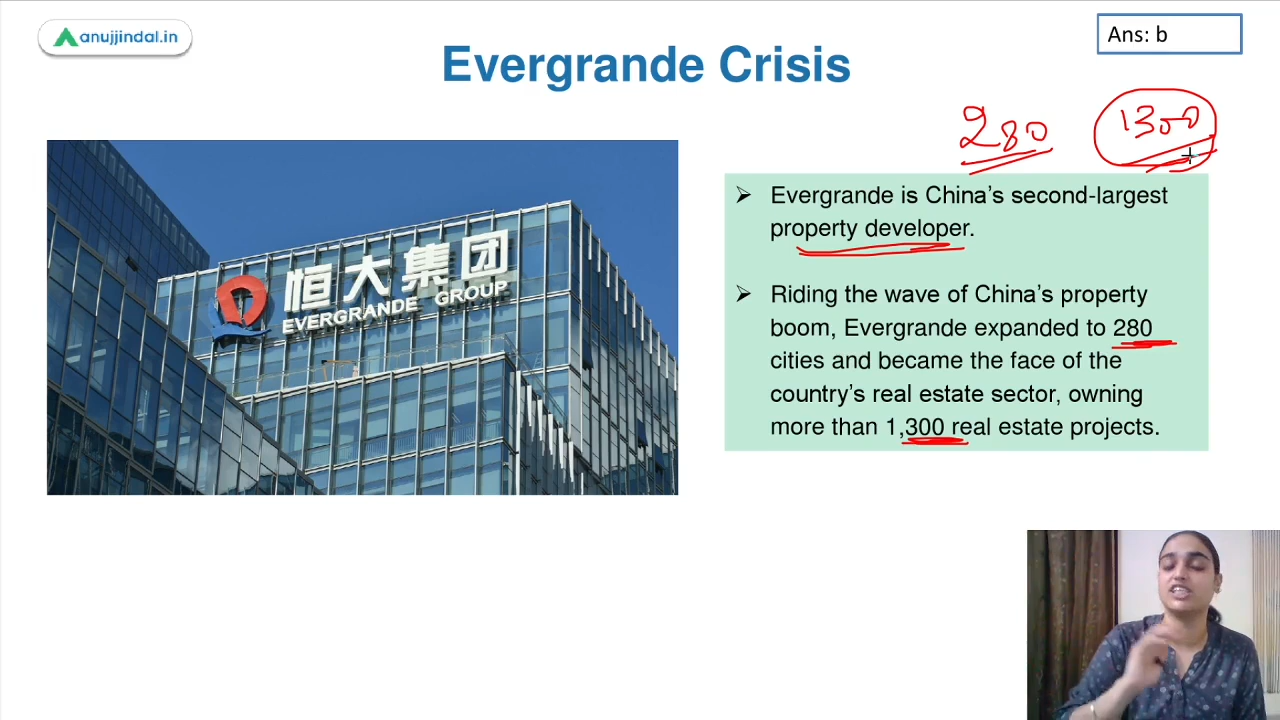 anujjindal.in
Ans: b
Evergrande Crisis
280
1300
恒大集团
EVERGRANDE GROUP
➢ Evergrande is China’s second-largest
property developer.
➢ Riding the wave of China’s property
boom, Evergrande expanded to 280
cities and became the face of the
country’s real estate sector, owning
more than 1,300 real estate projects.